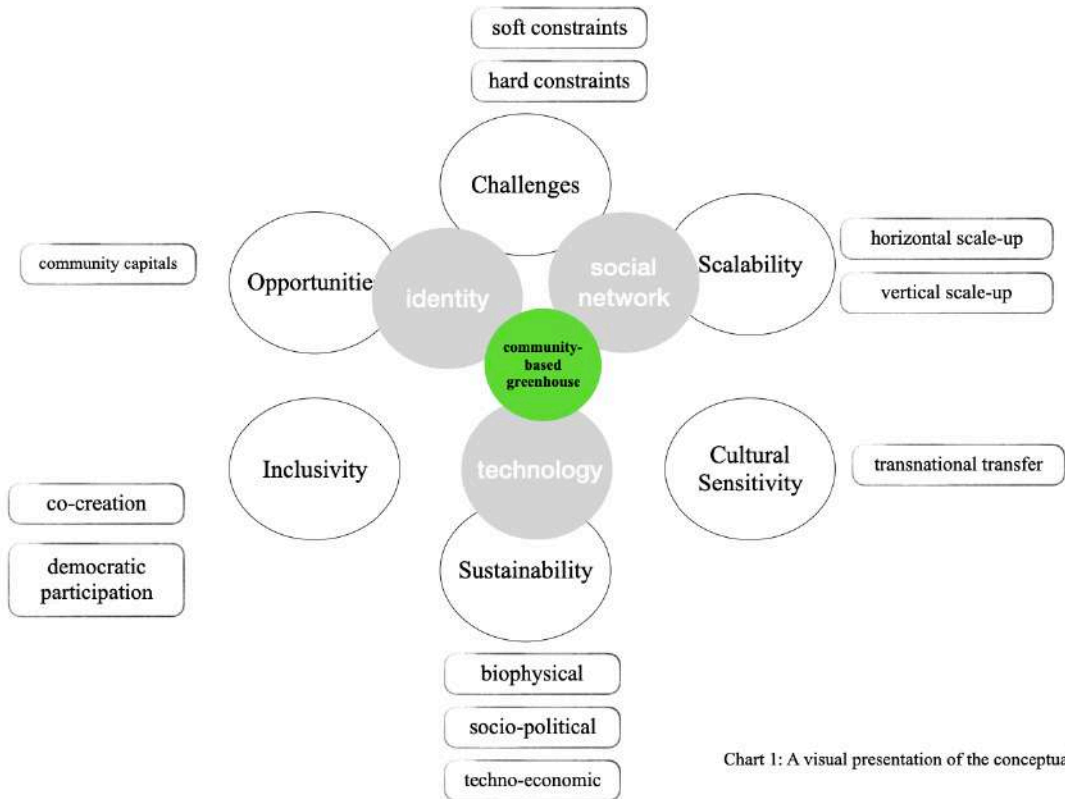 soft constraints
hard constraints
Challenges
community capitals
Opportunitie
identity
social
network
Scalability
horizontal scale-up
vertical scale-up
community-
based
greenhouse
Inclusivity
technology
Cultural
Sensitivity
transnational transfer
co-creation
democratic
participation
Sustainability
biophysical
socio-political
techno-economic
Chart 1: A visual presentation of the conceptua